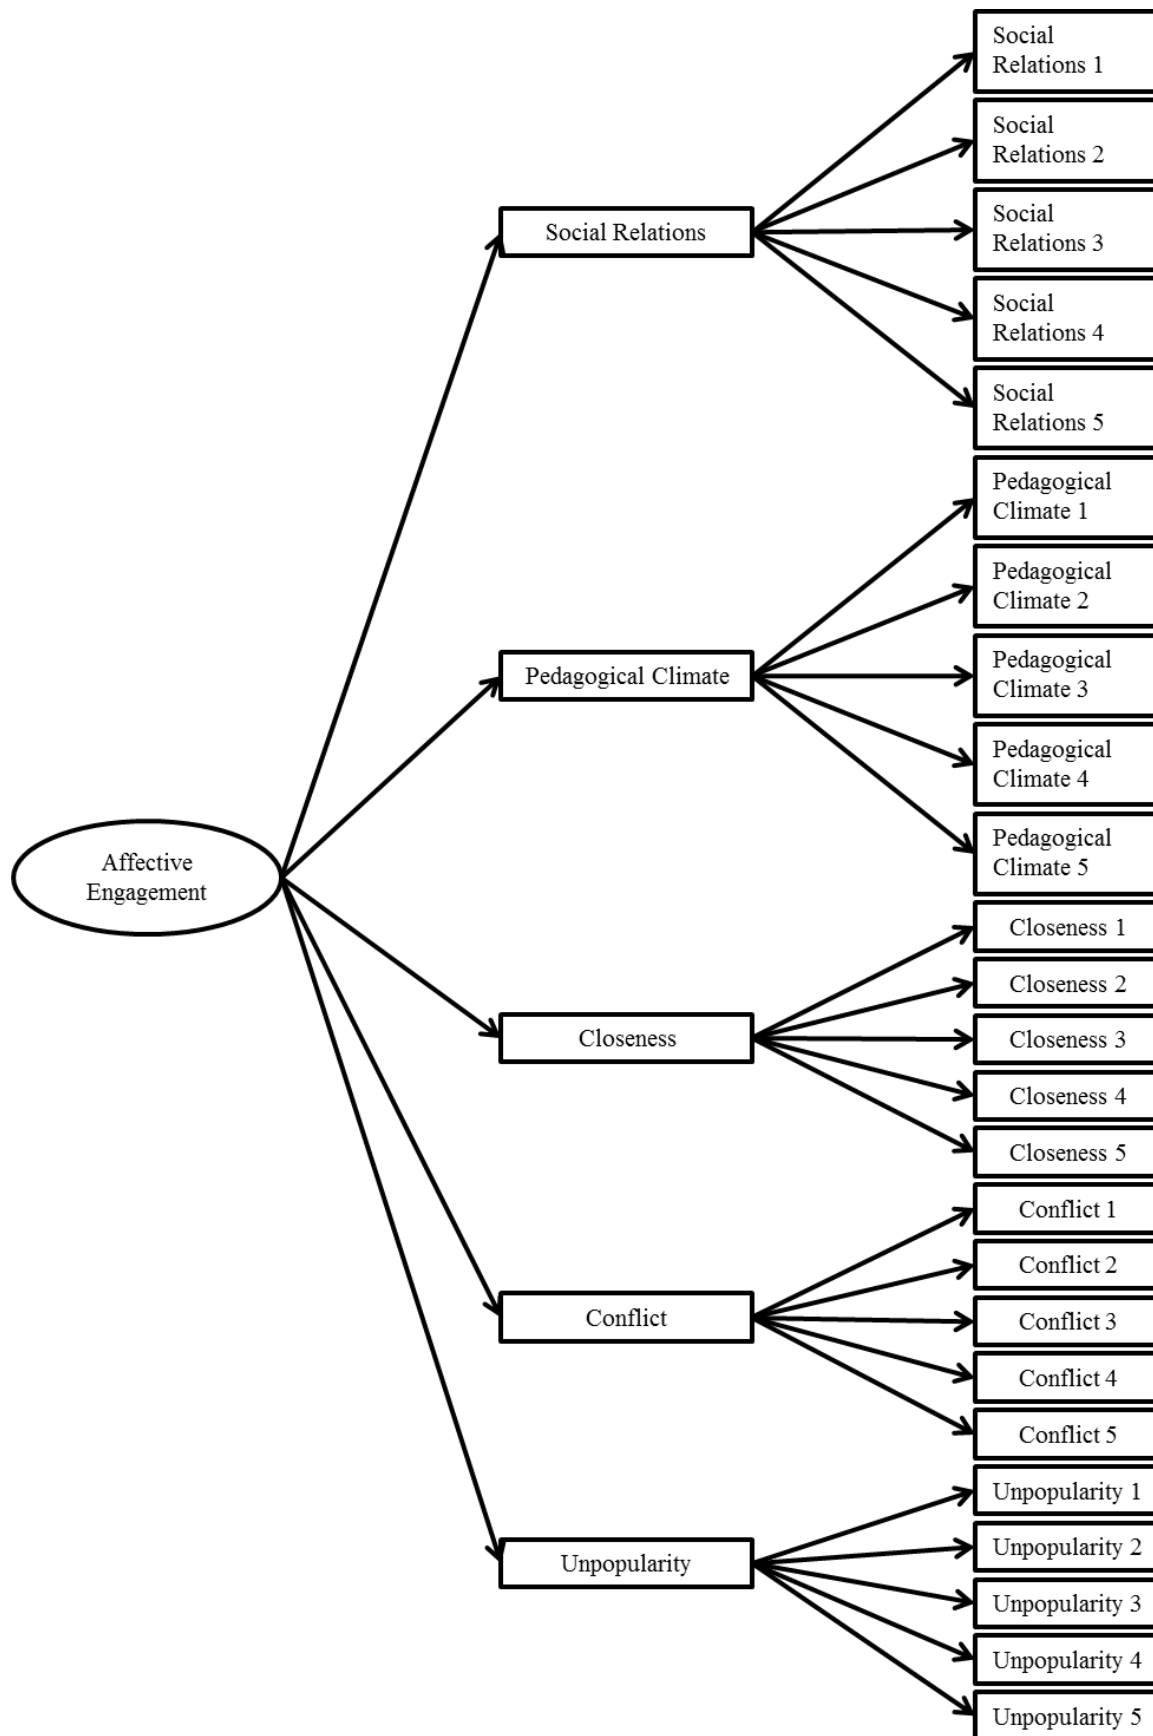 Social
Relations 1
Social
Relations 2
Social
Relations 3
Social
Relations 4
Social
Relations 5
Social Relations
Pedagogical
Climate 1
Pedagogical
Climate 2
Pedagogical
Climate 3
Pedagogical
Climate 4
Pedagogical
Climate 5
Pedagogical Climate
Affective
Engagement
Closeness 1
Closeness 2
Closeness 3
Closeness 4
Closeness 5
Closeness
Conflict 1
Conflict 2
Conflict 3
Conflict 4
Conflict 5
Conflict
Unpopularity 1
Unpopularity 2
Unpopularity 3
Unpopularity 4
Unpopularity 5
Unpopularity